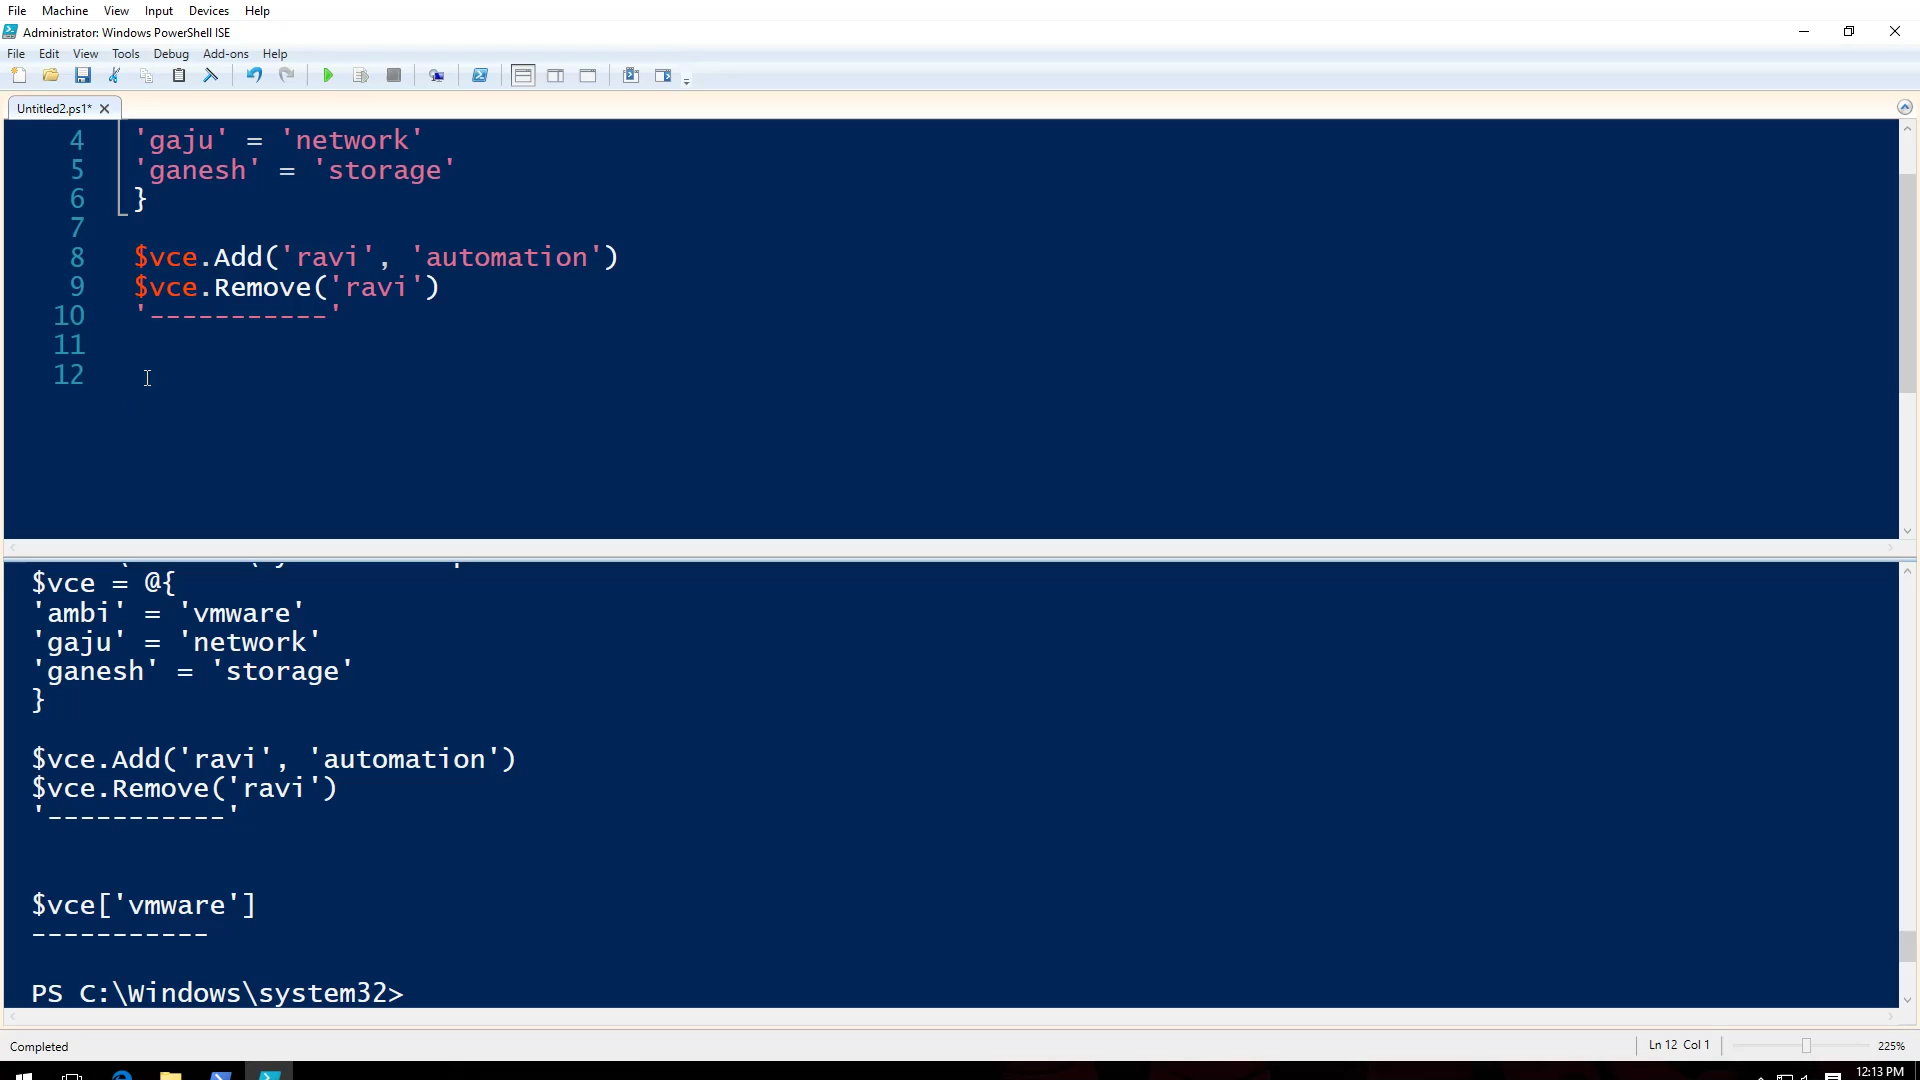 File Machine View Input Devices Help
Administrator: Windows PowerShell ISE
File Edit View Tools Debug Add-ons Help
Untitled2.ps1*
4 'gaju' = 'network'
5 'ganesh' = 'storage'
6 }
7
8 $vce.Add('ravi', 'automation')
9 $vce.Remove('ravi')
10 '-----------'
11
12
$vce = @{
'ambi' = 'vmware'
'gaju' = 'network'
'ganesh' = 'storage'
}
$vce.Add('ravi', 'automation')
$vce.Remove('ravi')
'-----------'
$vce['vmware']
-----------
PS C:\Windows\system32>
Completed
Ln 12 Col 1
225%
12:13 PM